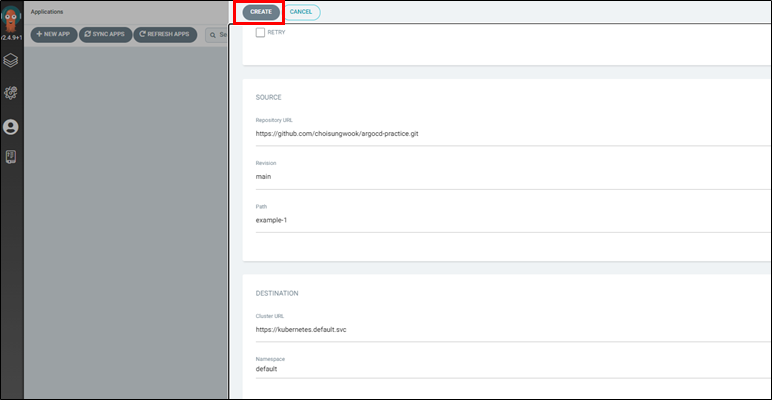 Applications
v2.4.9+1
+ NEW APP
SYNC APPS
REFRESH APPS
Se
CREATE
CANCEL
RETRY
SOURCE
Repository URL
https://github.com/choisungwook/argocd-practice.git
Revision
main
Path
example-1
DESTINATION
Cluster URL
https://kubernetes.default.svc
Namespace
default